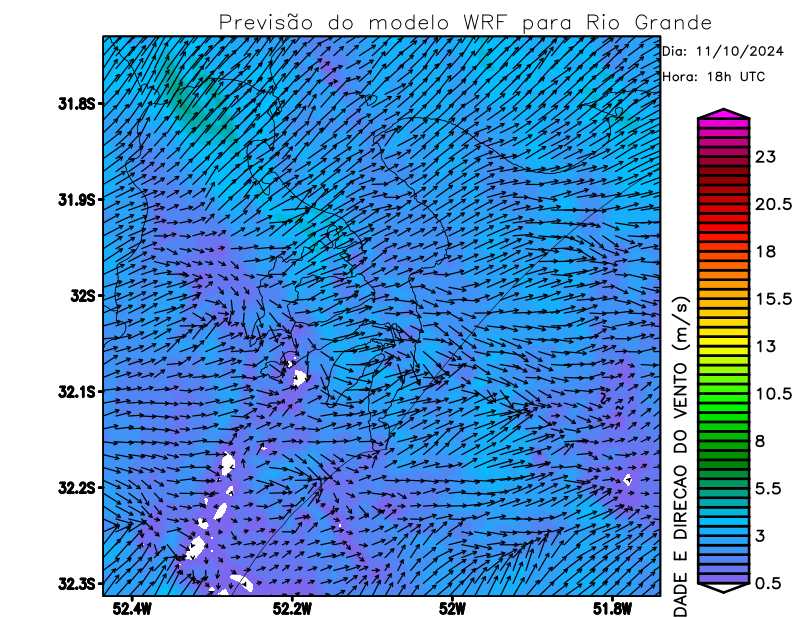 Previsão do modelo WRF para Rio Grande
Dia: 11/10/2024
Hora: 18h UTC
31.8S
31.9S
32S
32.1S
32.2S
32.3S
52.4W
52.2W
52W
51.8W
23
20.5
18
15.5
13
10.5
8
5.5
3
0.5
DADE E DIRECAO DO VENTO (m/s)